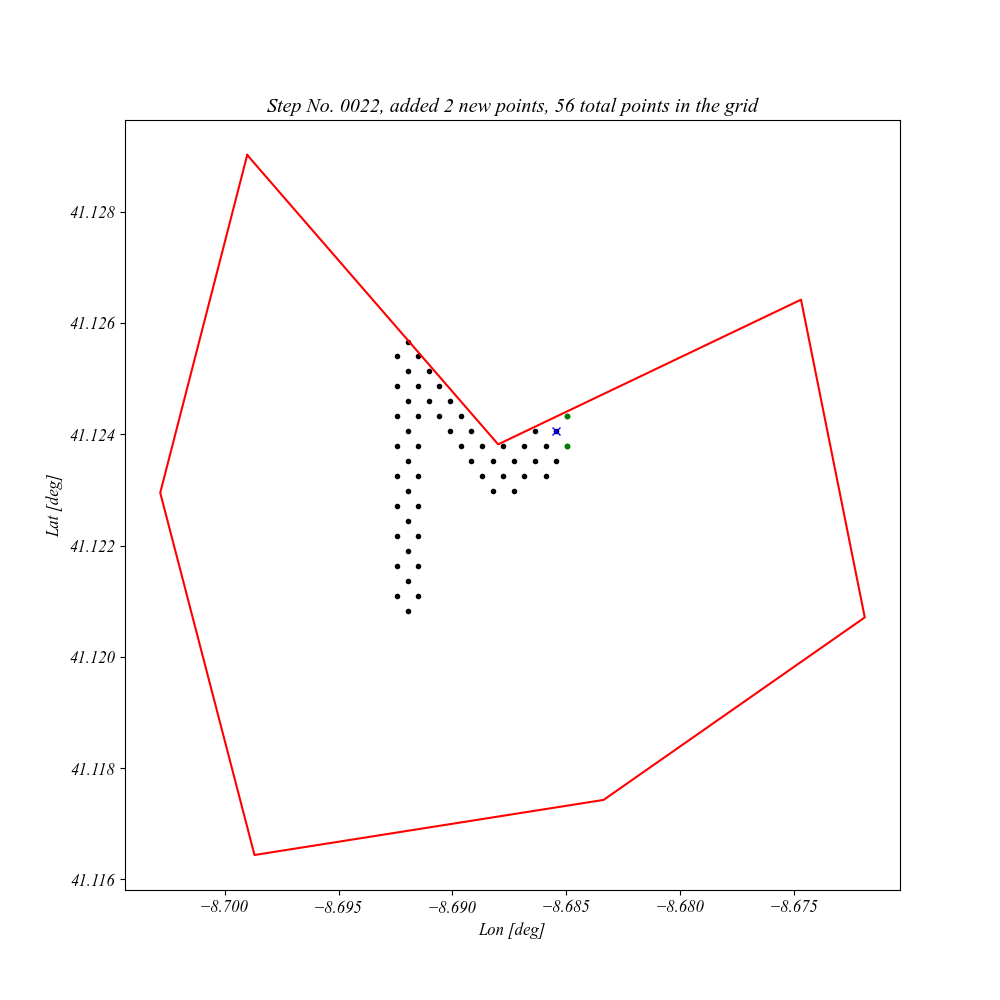 Step No. 0022, added 2 new points, 56 total points in the grid
41.128
41.126
41.124
41.122
41.120
41.118
41.116
Lat [deg]
−8.700 −8.695 −8.690 −8.685 −8.680 −8.675
Lon [deg]